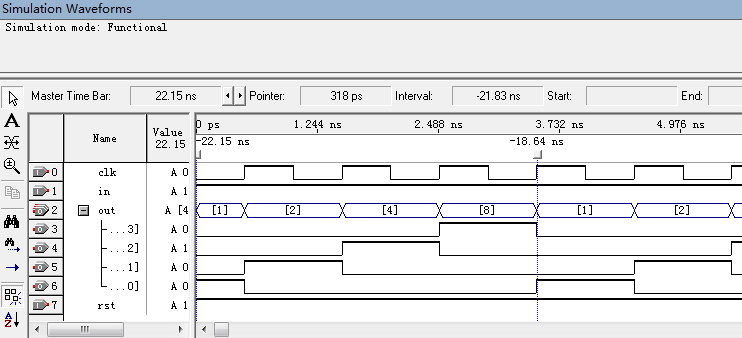 Simulation Waveforms
Simulation mode: Functional
Master Time Bar: 22.15 ns Pointer: 318 ps Interval: -21.83 ns Start: End:
Name Value 22.15 0 ps 1.244 ns 2.488 ns 3.732 ns 4.976 ns
-22.15 ns -18.64 ns
0 clk A 0
1 in A 1
2 out A [4 [1] [2] [4] [8] [1] [2]
3 ...3] A 0
4 ...2] A 1
5 ...1] A 0
6 ...0] A 0
7 rst A 1